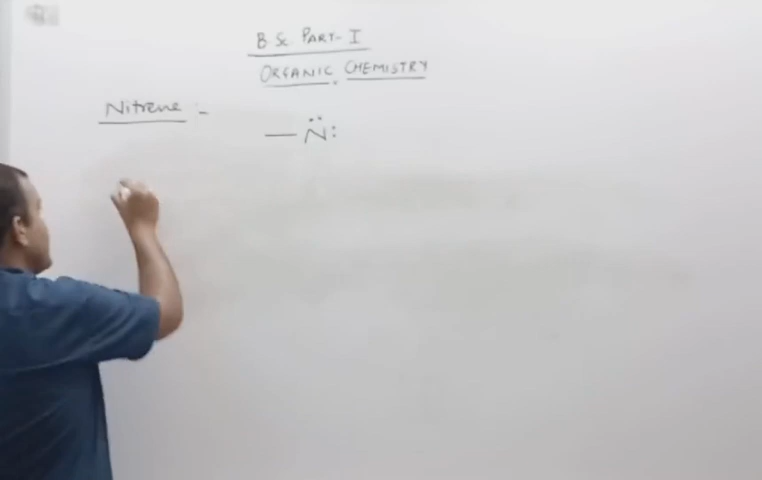 B.Sc PART-I
ORGANIC CHEMISTRY
Nitrene :-
—N̈: